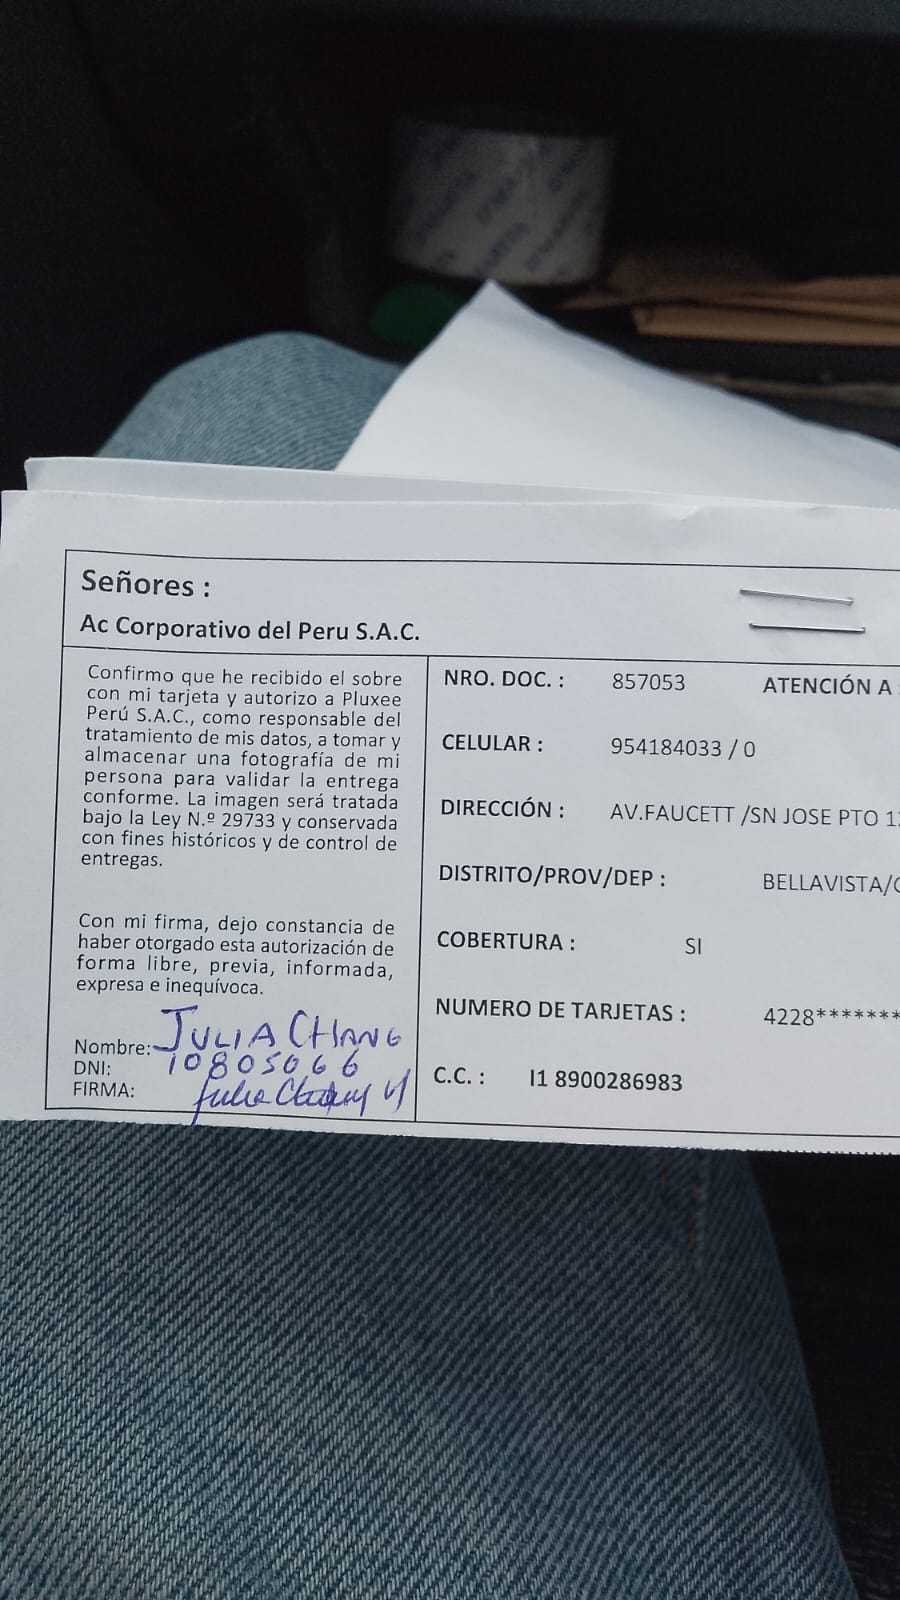 Señores :
Ac Corporativo del Peru S.A.C.
Confirmo que he recibido el sobre
con mi tarjeta y autorizo a Pluxee
Perú S.A.C., como responsable del
tratamiento de mis datos, a tomar y
almacenar una fotografía de mi
persona para validar la entrega
conforme. La imagen será tratada
bajo la Ley N.º 29733 y conservada
con fines históricos y de control de
entregas.
Con mi firma, dejo constancia de
haber otorgado esta autorización de
forma libre, previa, informada,
expresa e inequívoca.
Nombre: JULIA CHANG
DNI: 10805066
FIRMA: Julia Chang
NRO. DOC. : 857053 ATENCIÓN A :
CELULAR : 954184033 / 0
DIRECCIÓN : AV.FAUCETT /SN JOSE PTO
DISTRITO/PROV/DEP : BELLAVISTA/
COBERTURA : SI
NUMERO DE TARJETAS : 4228*******
C.C. : I1 8900286983